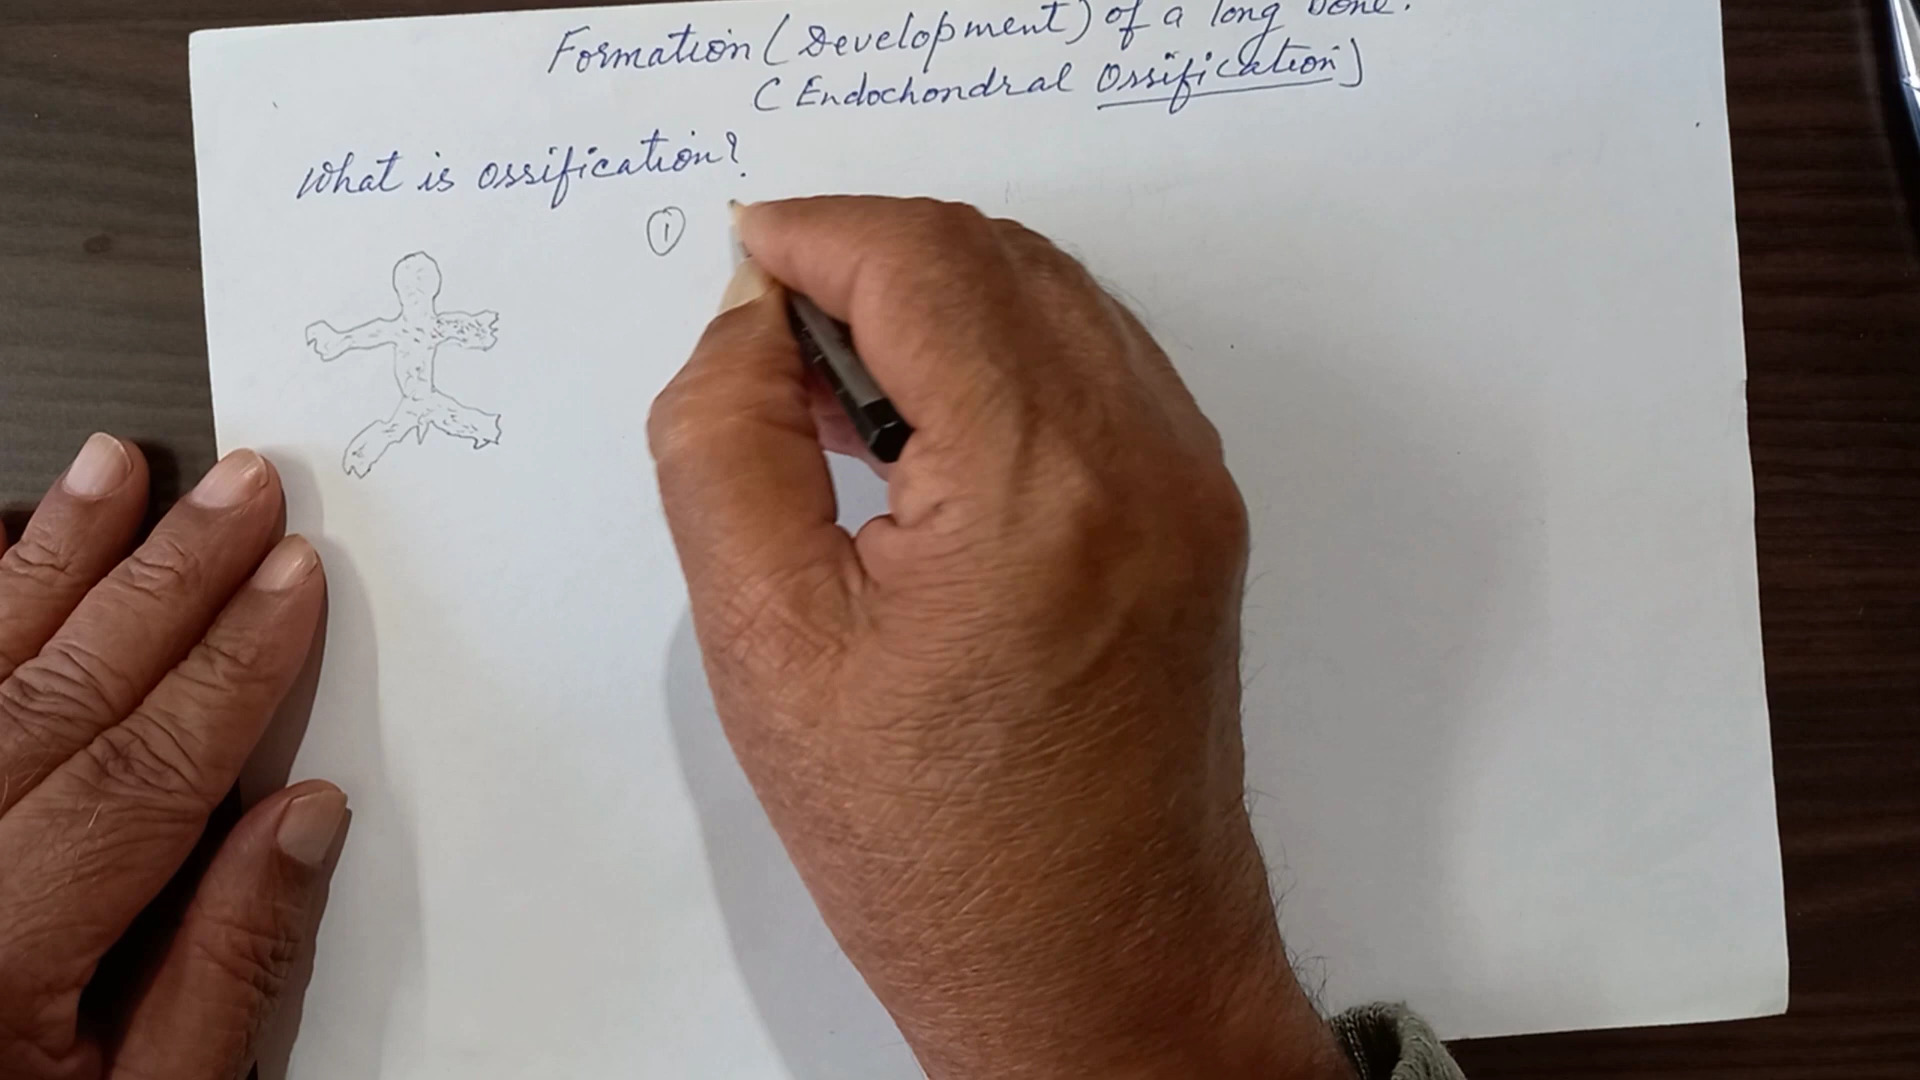 Formation (Development) of a long bone.
( Endochondral Ossification)
What is ossification?
1